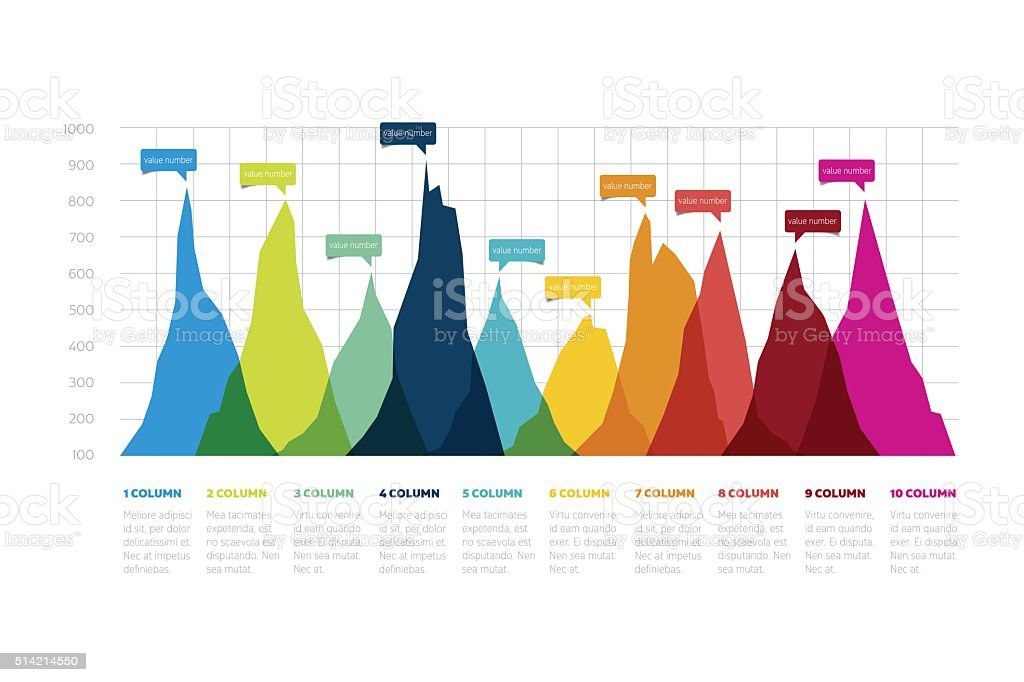 iStock
by Getty Images™
1000
900
800
700
600
500
400
300
200
100
value number
value number
value number
value number
value number
value number
value number
value number
value number
value number
1 COLUMN
Meliore adipisci
id sit, per dolor
delicatissimi et.
Nec at impetus
definiebas.
2 COLUMN
Mea tacimates
expetenda, en
no scaevola est
disputando. Nen
sea mutat.
3 COLUMN
Virtu convenire,
id eam quando
exer. Ei disputan.
Nen sea mutat.
Nec at.
4 COLUMN
Meliore adipisci
id sit, per dolor
delicatissimi et.
Nec at impetus
definiebas.
5 COLUMN
Mea tacimates
expetenda, est
no scaevola est
disputando. Nen
sea mutat.
6 COLUMN
Virtu convenire,
id eam quando
exer. Ei disputan.
Nen sea mutat.
Nec at.
7 COLUMN
Meliore adipisci
id sit, per dolor
delicatissimi et.
Nec at impetus
definiebas.
8 COLUMN
Mea tacimates
expetenda, est
no scaevola est
disputando. Nen
sea mutat.
9 COLUMN
Virtu convenire,
id eam quando
exer. Ei disputan.
Nen sea mutat.
Nec at.
10 COLUMN
Virtu convenire,
id eam quando
exer. Ei disputan.
Nen sea mutat.
Nec at.
514214550